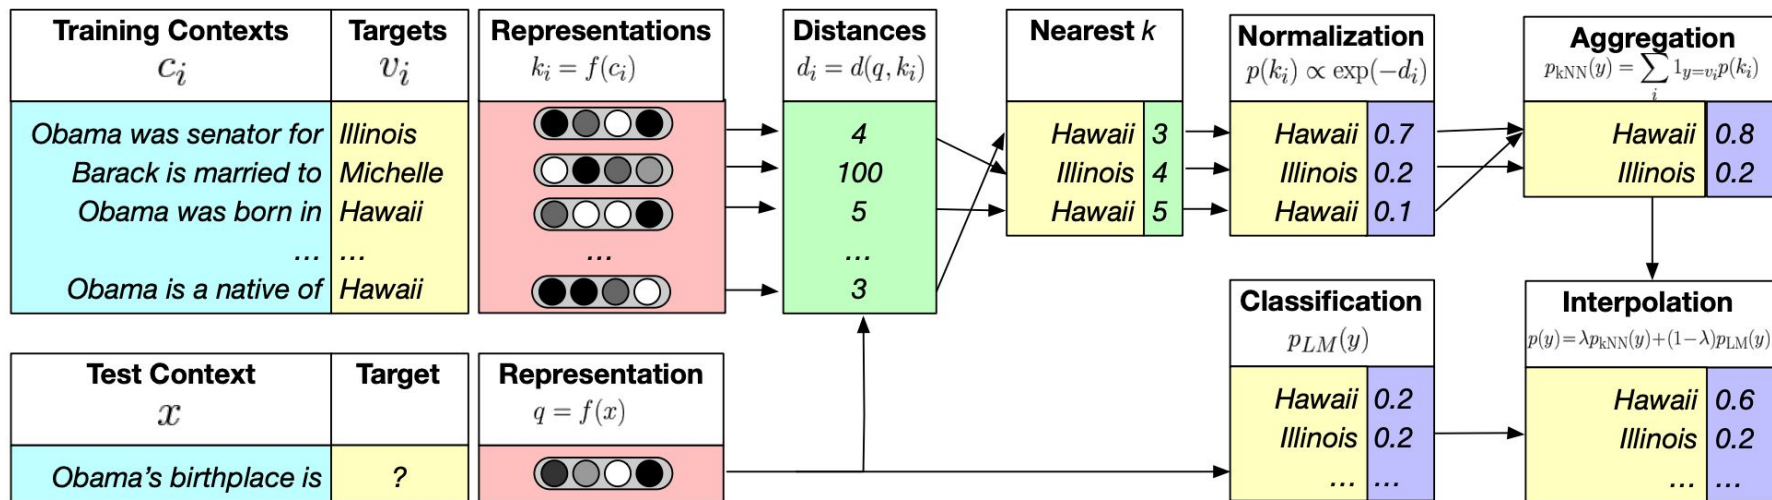 Training Contexts Targets Representations Distances Nearest k Normalization Aggregation
c_i v_i k_i = f(c_i) d_i = d(q, k_i) p(k_i) ∝ exp(−d_i) p_kNN(y) = ∑_i 1_{y=v_i} p(k_i)
Obama was senator for Illinois 4 Hawaii 3 Hawaii 0.7 Hawaii 0.8
Barack is married to Michelle 100 Illinois 4 Illinois 0.2 Illinois 0.2
Obama was born in Hawaii 5 Hawaii 5 Hawaii 0.1
... ... ... ...
Obama is a native of Hawaii 3
Classification Interpolation
p_LM(y) p(y) = λp_kNN(y) + (1−λ)p_LM(y)
Test Context Target Representation
x q = f(x)
Hawaii 0.2 Hawaii 0.6
Illinois 0.2 Illinois 0.2
Obama's birthplace is ? ... ... ... ...